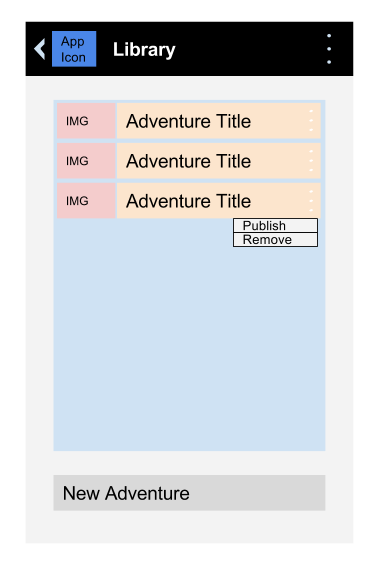 App
Icon
Library
IMG
Adventure Title
IMG
Adventure Title
IMG
Adventure Title
Publish
Remove
New Adventure